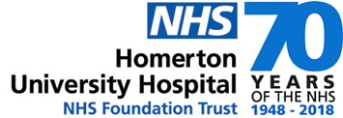 NHS
Homerton
University Hospital
NHS Foundation Trust
70
YEARS
OF THE NHS
1948 - 2018